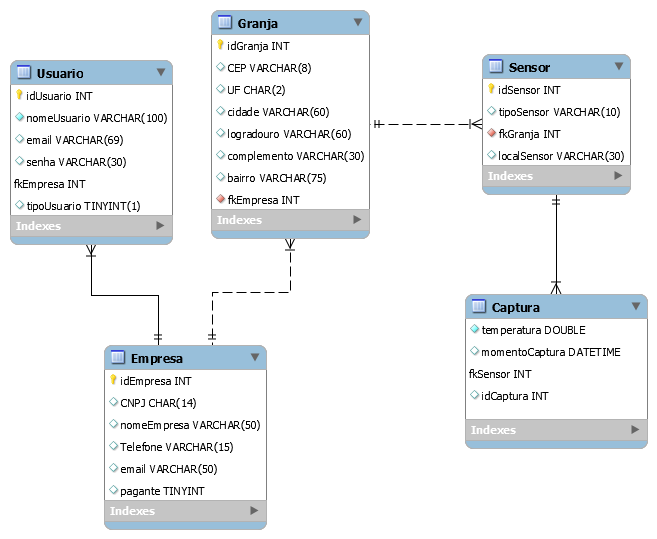 Usuario
idUsuario INT
nomeUsuario VARCHAR(100)
email VARCHAR(69)
senha VARCHAR(30)
fkEmpresa INT
tipoUsuario TINYINT(1)
Indexes
Granja
idGranja INT
CEP VARCHAR(8)
UF CHAR(2)
cidade VARCHAR(60)
logradouro VARCHAR(60)
complemento VARCHAR(30)
bairro VARCHAR(75)
fkEmpresa INT
Indexes
Sensor
idSensor INT
tipoSensor VARCHAR(10)
fkGranja INT
localSensor VARCHAR(30)
Indexes
Empresa
idEmpresa INT
CNPJ CHAR(14)
nomeEmpresa VARCHAR(50)
Telefone VARCHAR(15)
email VARCHAR(50)
pagante TINYINT
Indexes
Captura
temperatura DOUBLE
momentoCaptura DATETIME
fkSensor INT
idCaptura INT
Indexes